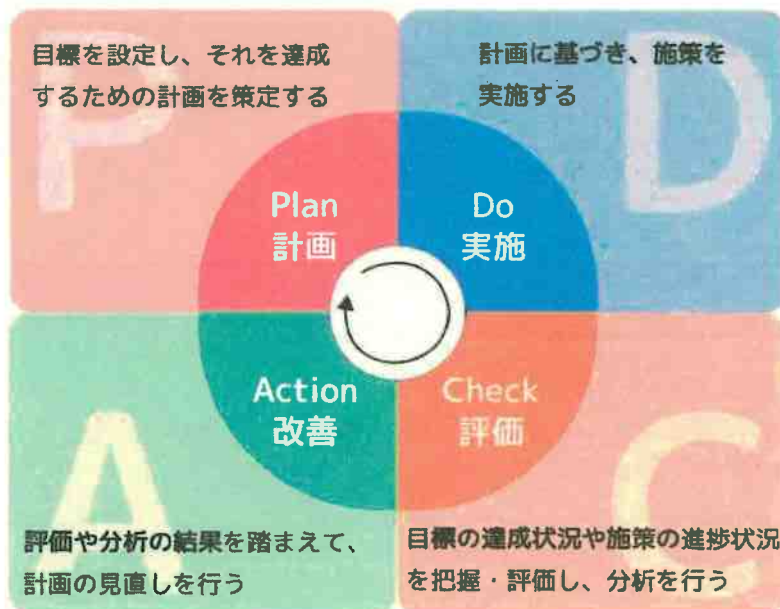 P
目標を設定し、それを達成
するための計画を策定する
Plan
計画
D
計画に基づき、施策を
実施する
Do
実施
C
Check
評価
目標の達成状況や施策の進捗状況
を把握・評価し、分析を行う
A
Action
改善
評価や分析の結果を踏まえて、
計画の見直しを行う